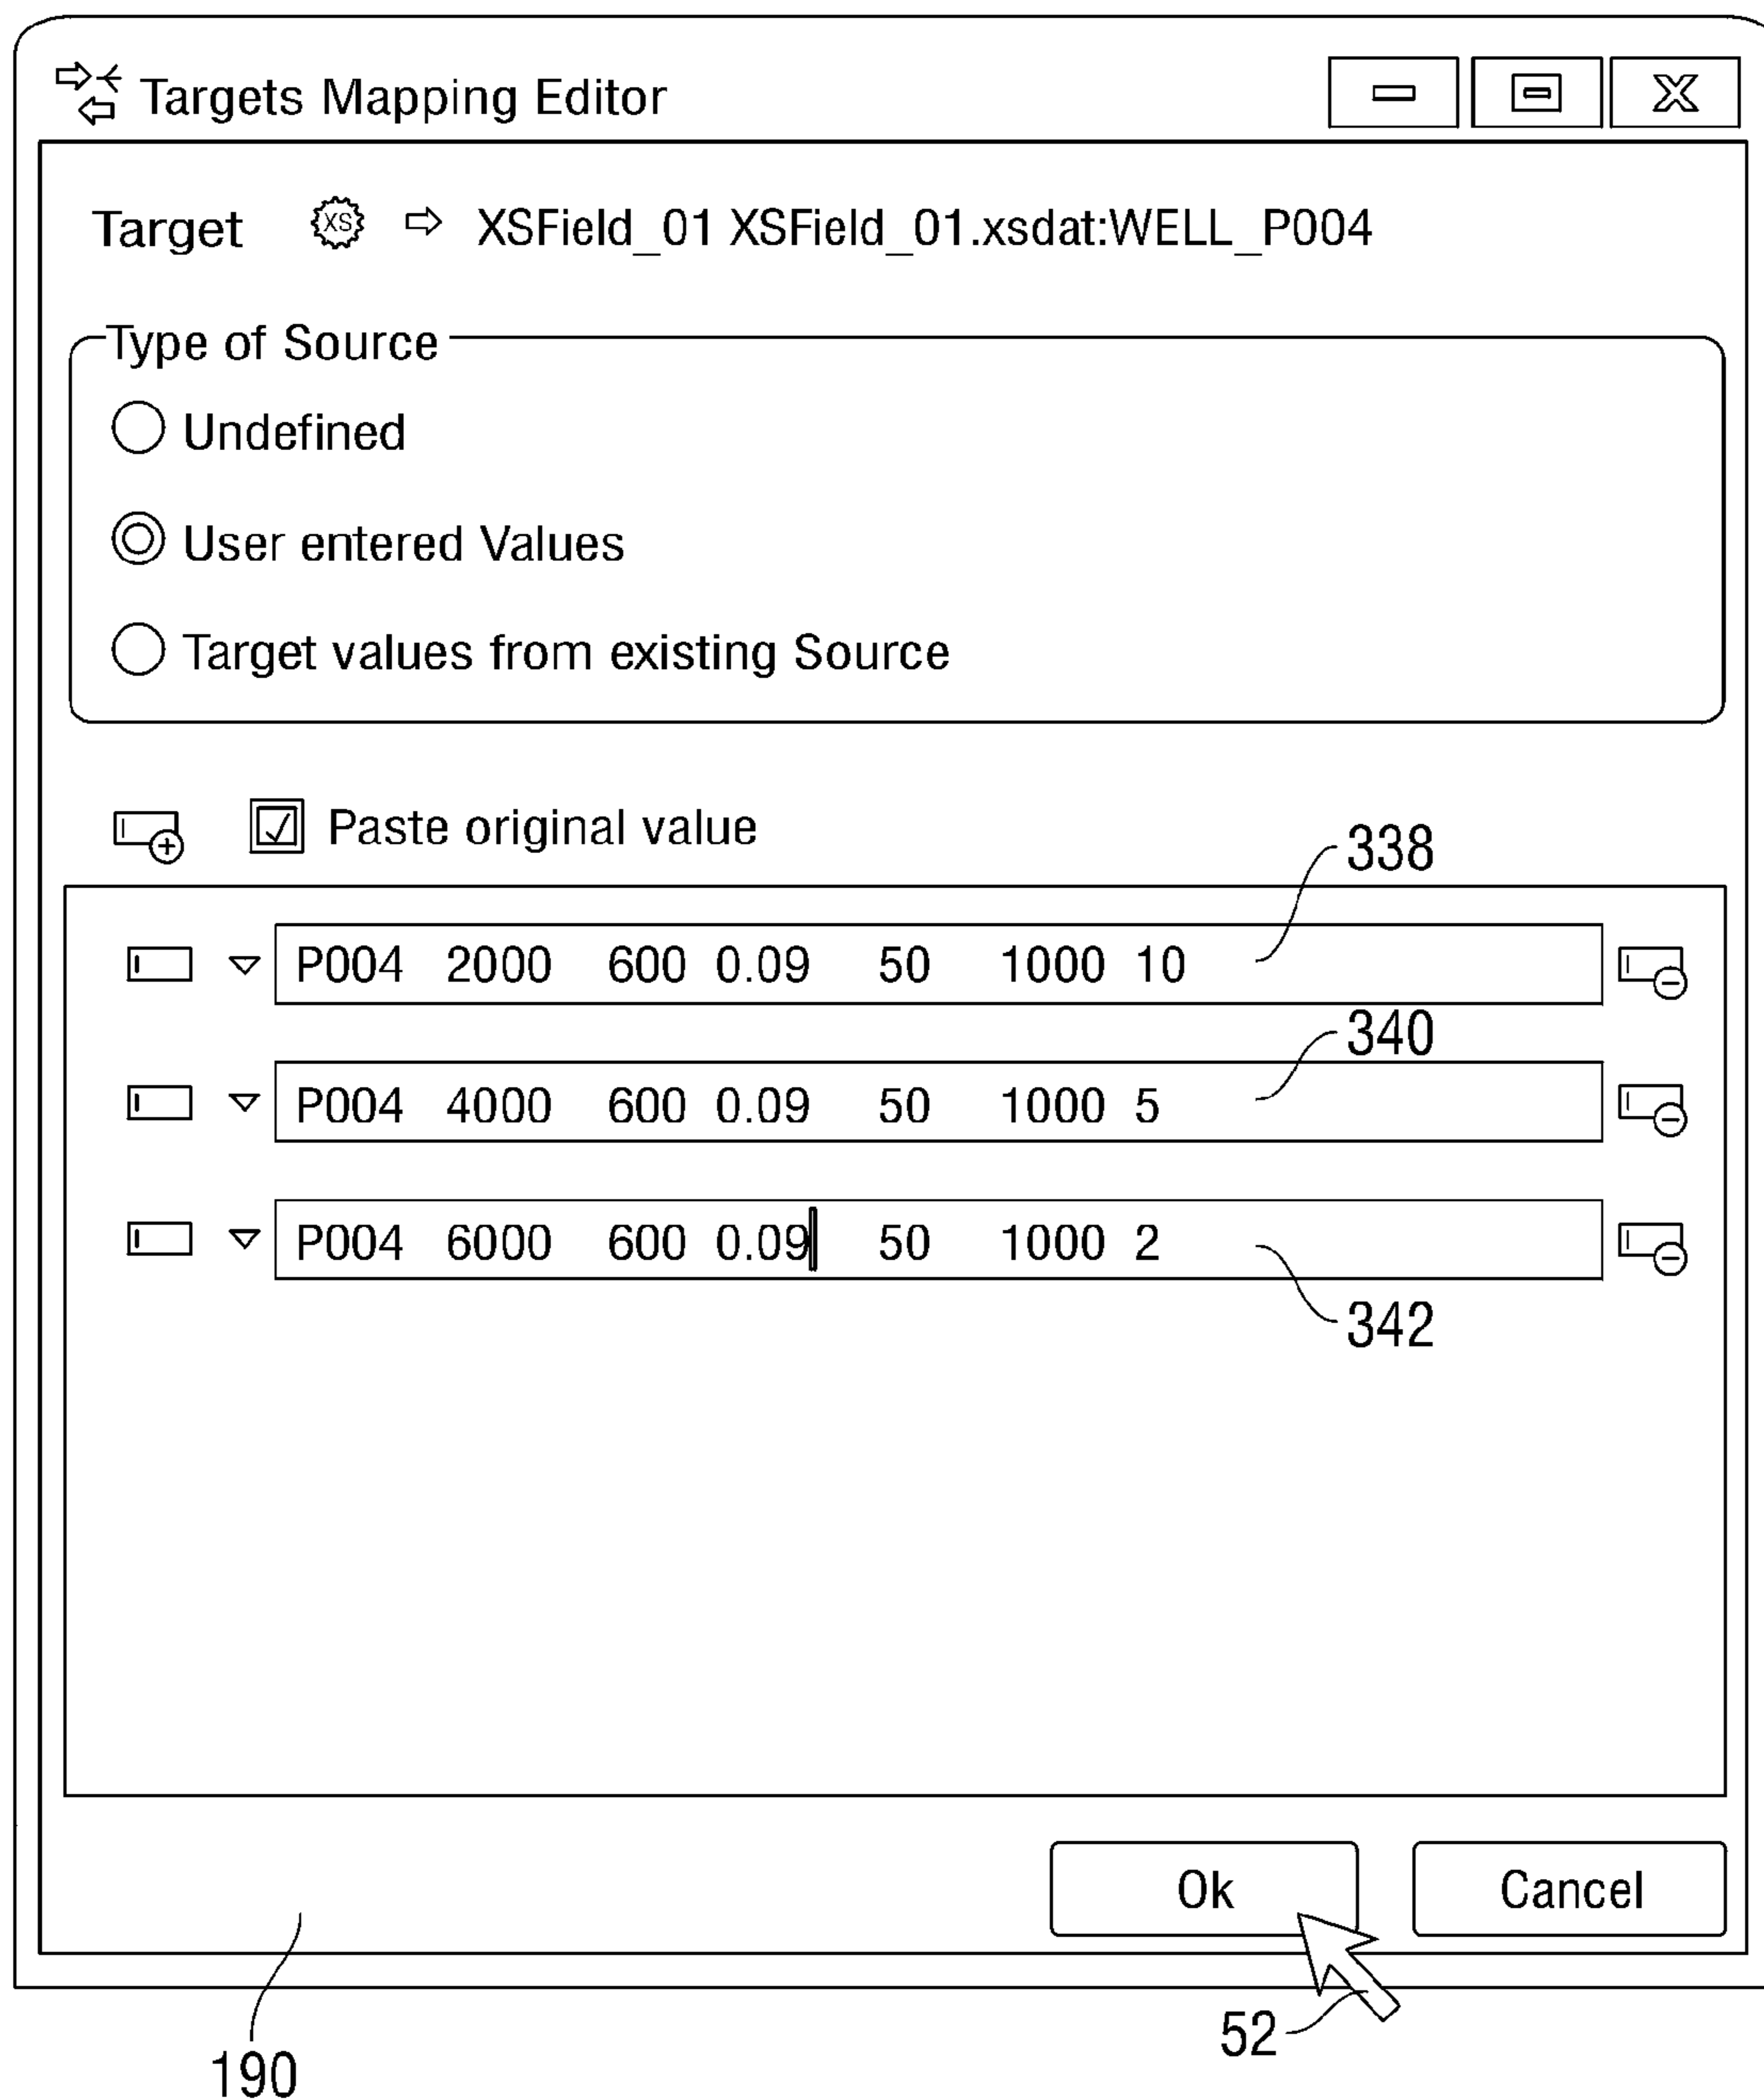 Targets Mapping Editor
Target XS XSField_01 XSField_01.xsdat:WELL_P004
Type of Source
Undefined
User entered Values
Target values from existing Source
Paste original value
338
P004 2000 600 0.09 50 1000 10
340
P004 4000 600 0.09 50 1000 5
P004 6000 600 0.09 50 1000 2
342
Ok Cancel
52
190